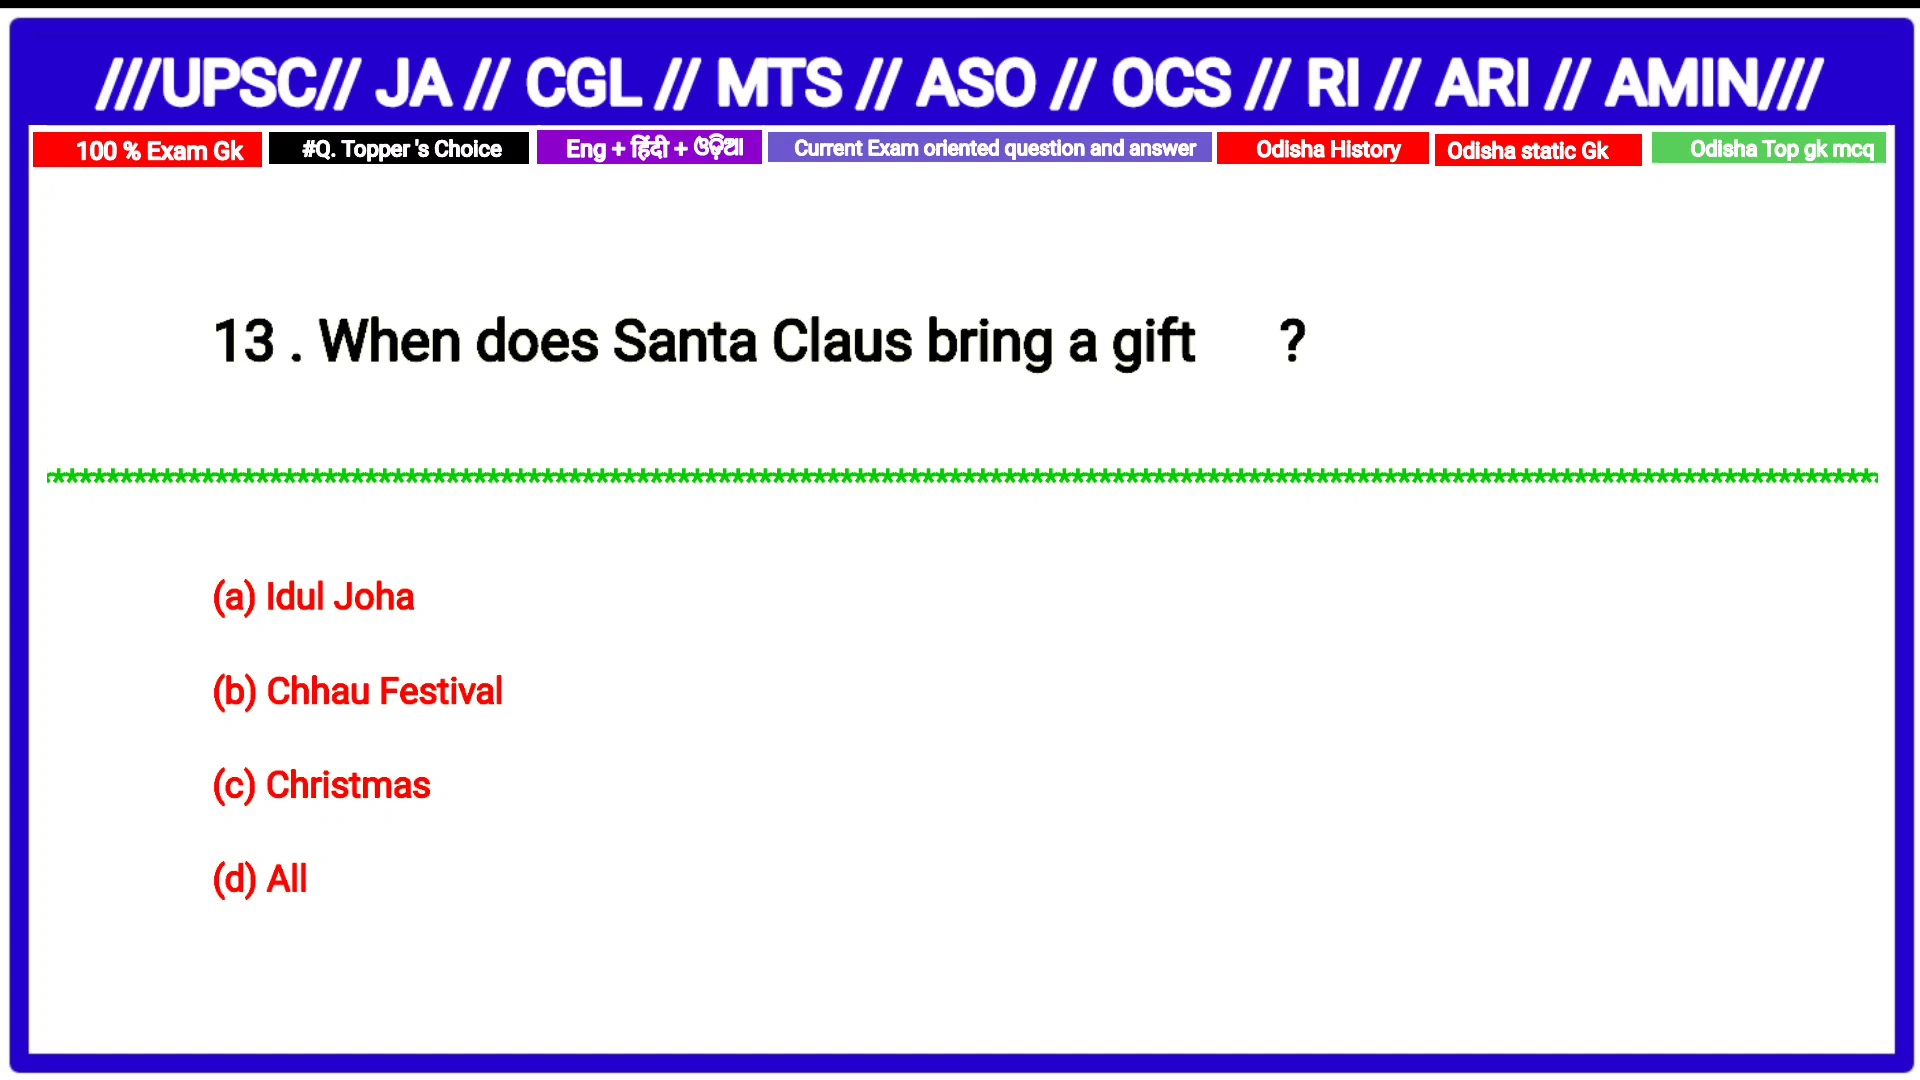 ///UPSC// JA // CGL // MTS // ASO // OCS // RI // ARI // AMIN///
100 % Exam Gk #Q. Topper 's Choice Eng + हिंदी + ଓଡ଼ିଆ Current Exam oriented question and answer Odisha History Odisha static Gk Odisha Top gk mcq
13 . When does Santa Claus bring a gift ?
(a) Idul Joha
(b) Chhau Festival
(c) Christmas
(d) All